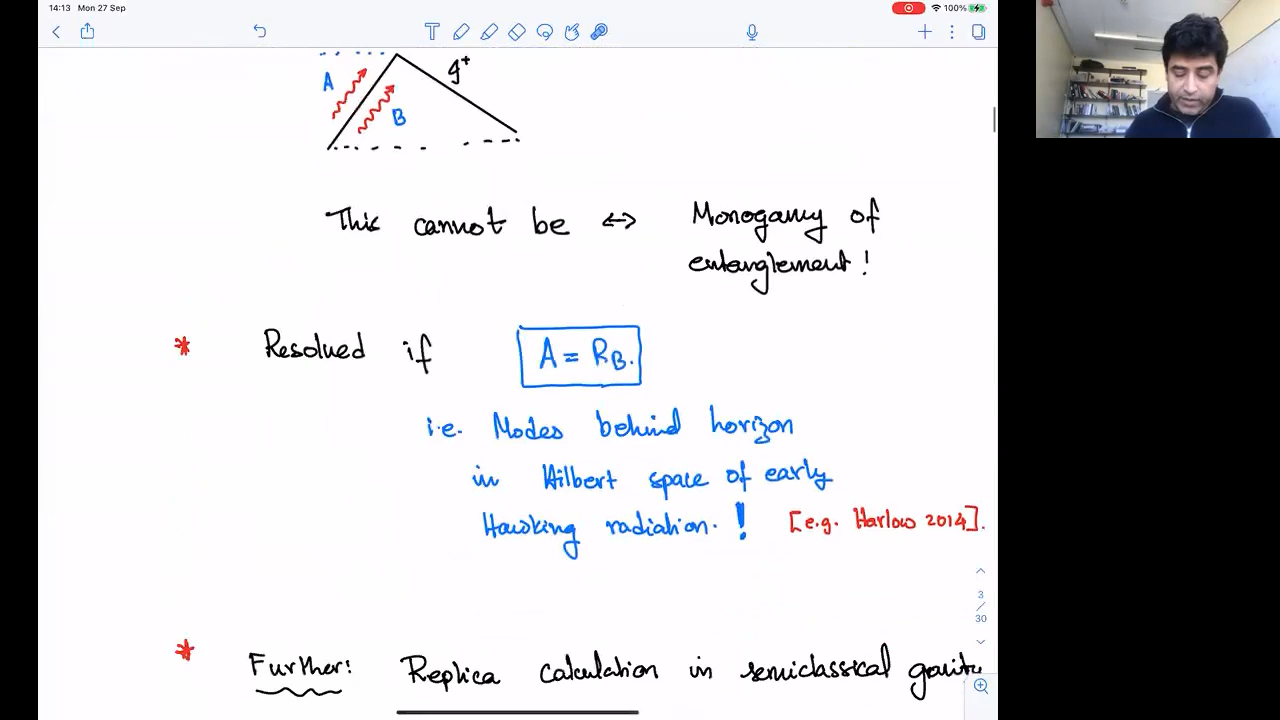 14:13 Mon 27 Sep
100%
A
B
𝓘⁺
This cannot be ↔ Monogamy of
entanglement!
* Resolved if A = R_B.
i.e. Modes behind horizon
in Hilbert space of early
Hawking radiation. ! [e.g. Harlow 2014].
3
/
30
* Further: Replica calculation in semiclassical gravity